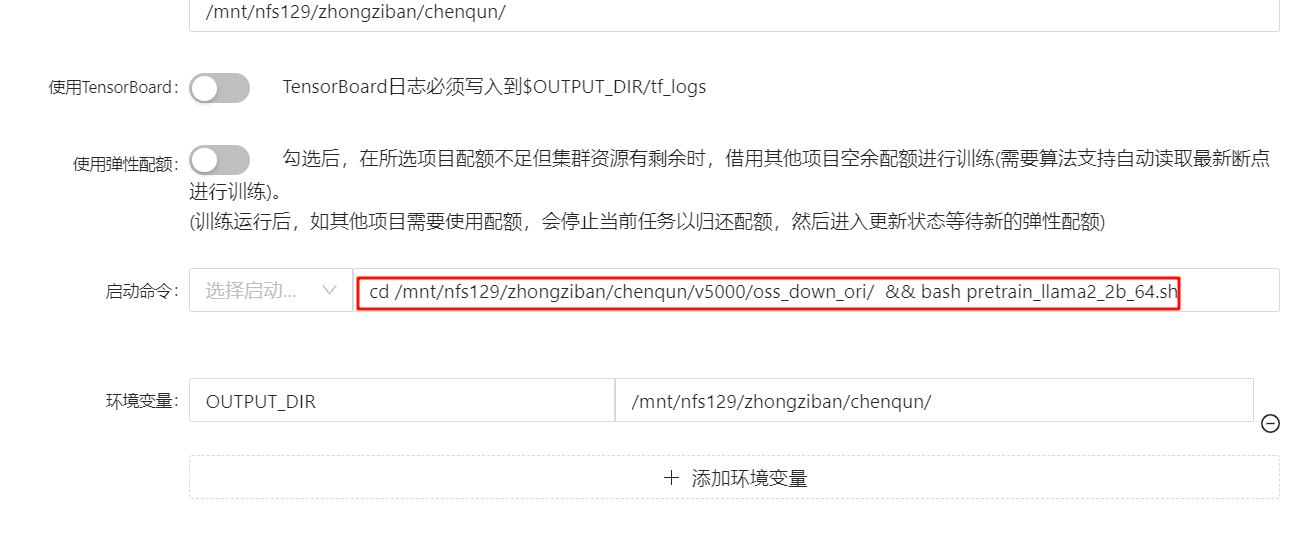 /mnt/nfs129/zhongziban/chenqun/
使用TensorBoard: TensorBoard日志必须写入到$OUTPUT_DIR/tf_logs
使用弹性配额: 勾选后，在所选项目配额不足但集群资源有剩余时，借用其他项目空余配额进行训练(需要算法支持自动读取最新断点
进行训练)。
(训练运行后，如其他项目需要使用配额，会停止当前任务以归还配额，然后进入更新状态等待新的弹性配额)
启动命令: 选择启动... cd /mnt/nfs129/zhongziban/chenqun/v5000/oss_down_ori/  && bash pretrain_llama2_2b_64.sh
环境变量: OUTPUT_DIR /mnt/nfs129/zhongziban/chenqun/
+ 添加环境变量